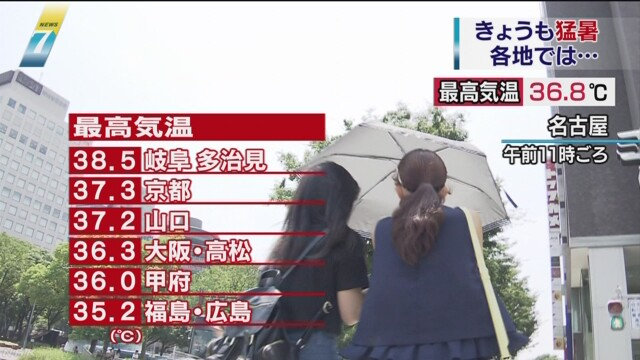 NEWS
7
きょうも猛暑
各地では…
最高気温 36.8℃
名古屋
午前11時ごろ
最高気温
38.5 岐阜 多治見
37.3 京都
37.2 山口
36.3 大阪・高松
36.0 甲府
35.2 福島・広島
(℃)